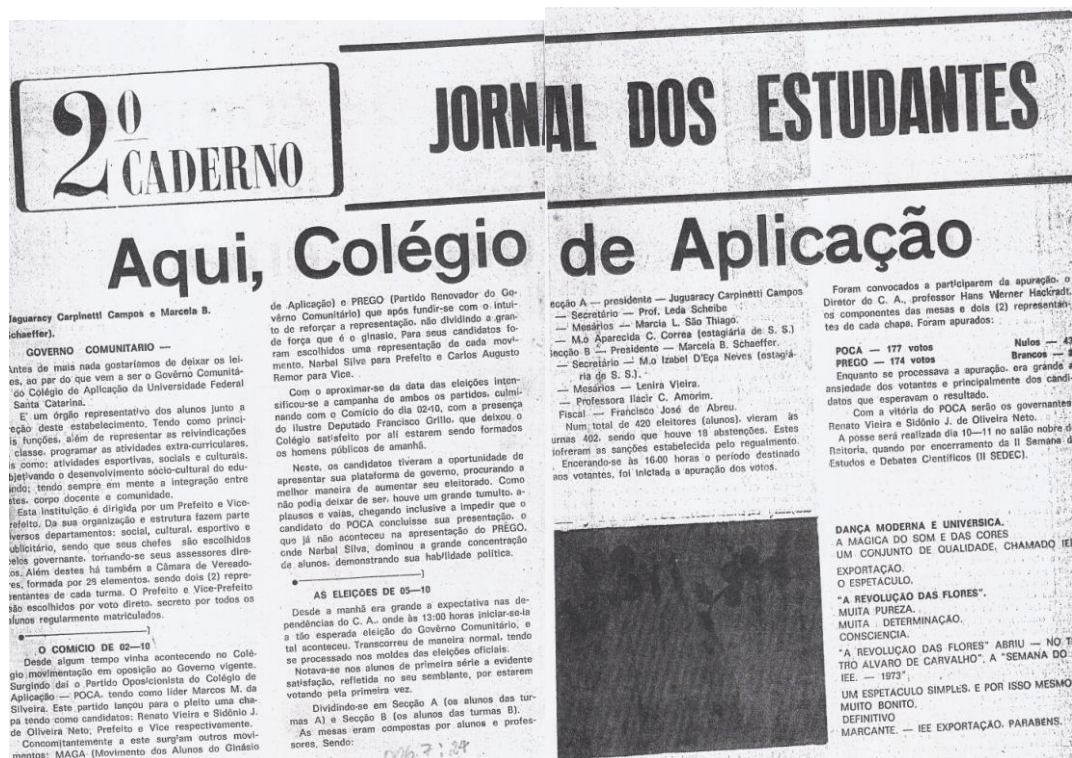 2º CADERNO
JORNAL DOS ESTUDANTES
Aqui, Colégio de Aplicação
Juguaracy Carpinetti Campos e Marcela B.
Schaeffer).
GOVERNO COMUNITARIO —
Antes de mais nada gostaríamos de deixar os lei-
ao par do que vem a ser o Govêrno Comunitá-
do Colégio de Aplicação da Universidade Federal
Santa Catarina.
E' um órgão representativo dos alunos junto a
deste estabelecimento. Tendo como princi-
funções, além de representar as reivindicações
classe, programar as atividades extra-curriculares,
como: atividades esportivas, sociais e culturais.
objetivando o desenvolvimento sócio-cultural do edu-
tendo sempre em mente a integração entre
corpo docente e comunidade.
Esta Instituição é dirigida por um Prefeito e Vice-
Da sua organização e estrutura fazem parte
departamentos: social, cultural, esportivo e
sendo que seus chefes são escolhidos
governante, tornando-se seus assessores dire-
Além destes há também a Câmara de Vereado-
formada por 28 elementos, sendo dois (2) repre-
de cada turma. O Prefeito e Vice-Prefeito
são escolhidos por voto direto, secreto por todos os
alunos regularmente matriculados.
O COMICIO DE 02—10
Desde algum tempo vinha acontecendo no Colé-
gio movimentação em oposição ao Governo vigente.
Surgindo daí o Partido Oposicionista do Colégio de
Aplicação — POCA, tendo como líder Marcos M. da
Silveira. Este partido lançou para o pleito uma cha-
pa tendo como candidatos: Renato Vieira e Sidônio J.
de Oliveira Neto, Prefeito e Vice respectivamente.
Concomitantemente a este surgiam outros movi-
mentos: MAGA (Movimento dos Alunos do Ginásio
de Aplicação) e PREGO (Partido Renovador do Go-
vêrno Comunitário) que após fundir-se com o intui-
to de reforçar a representação, não dividindo a gran-
de força que é o ginasio, Para seus candidatos fo-
ram escolhidos uma representação de cada movi-
mento, Narbal Silva para Prefeito e Carlos Augusto
Remor para Vice.
Com o aproximar-se da data das eleições inten-
sificou-se a campanha de ambos os partidos, culmi-
nando com o Comício do dia 02-10, com a presença
do ilustre Deputado Francisco Grillo, que deixou o
Colégio satisfeito por ali estarem sendo formados
os homens públicos de amanhã.
Neste, os candidatos tiveram a oportunidade de
apresentar sua plataforma de governo, procurando a
melhor maneira de aumentar seu eleitorado. Como
não podia deixar de ser, houve um grande tumulto, a-
plausos e vaias, chegando inclusive a impedir que o
candidato do POCA concluisse sua presentação, o
que já não aconteceu na apresentação do PREGO,
onde Narbal Silva, dominou a grande concentração
de alunos, demonstrando sua habilidade política.
AS ELEIÇÕES DE 05—10
Desde a manhã era grande a expectativa nas de-
pendências do C. A., onde às 13:00 horas iniciar-se-ia
a tão esperada eleição do Govêrno Comunitário, e
tal aconteceu. Transcorreu de maneira normal, tendo
se processado nos moldes das eleições oficiais.
Notava-se nos alunos de primeira série a evidente
satisfação, refletida no seu semblante, por estarem
votando pela primeira vez.
Dividindo-se em Secção A (os alunos das tur-
mas A) e Secção B (os alunos das turmas B).
As mesas eram compostas por alunos e profes-
sores, Sendo:
ecção A — presidente — Juguaracy Carpinetti Campos
— Secretário — Prof. Leda Scheibe
— Mesários — Marcia L. São Thiago.
— M.o Aparecida C. Correa (estagiária de S. S.)
Secção B — Presidente — Marcela B. Schaeffer.
— Secretário — M.o Izabel D'Eça Neves (estagiá-
ria de S. S.).
— Mesários — Lenira Vieira.
— Professora Ilacir C. Amorim.
Fiscal — Francisco José de Abreu.
Num total de 420 eleitores (alunos), vieram às
urnas 402, sendo que houve 18 abstenções. Estes
sofreram as sanções estabelecida pelo regualmento.
Encerando-se às 16.00 horas o período destinado
aos votantes, foi iniciada a apuração dos votos.
Foram convocados a participarem da apuração, o
Diretor do C. A., professor Hans Werner Hackradt,
os componentes das mesas e dois (2) representan-
tes de cada chapa. Foram apurados:
POCA — 177 votos Nulos — 43
PREGO — 174 votos Brancos —
Enquanto se processava a apuração, era grande a
ansiedade dos votantes e principalmente dos candi-
datos que esperavam o resultado.
Com a vitória do POCA serão os governantes
Renato Vieira e Sidônio J. de Oliveira Neto.
A posse será realizada dia 10—11 no salão nobre da
Reitoria, quando por encerramento da II Semana de
Estudos e Debates Científicos (II SEDEC).
DANÇA MODERNA E UNIVERSICA.
A MAGICA DO SOM E DAS CORES
UM CONJUNTO DE QUALIDADE, CHAMADO IEE
EXPORTAÇÃO.
O ESPETACULO.
"A REVOLUÇÃO DAS FLORES".
MUITA PUREZA.
MUITA DETERMINAÇÃO.
CONSCIENCIA.
"A REVOLUÇÃO DAS FLORES" ABRIU — NO T
TRO ALVARO DE CARVALHO", A "SEMANA DO
IEE. — 1973".
UM ESPETACULO SIMPLES. E POR ISSO MESMO
MUITO BONITO.
DEFINITIVO
MARCANTE. — IEE EXPORTAÇÃO. PARABENS.